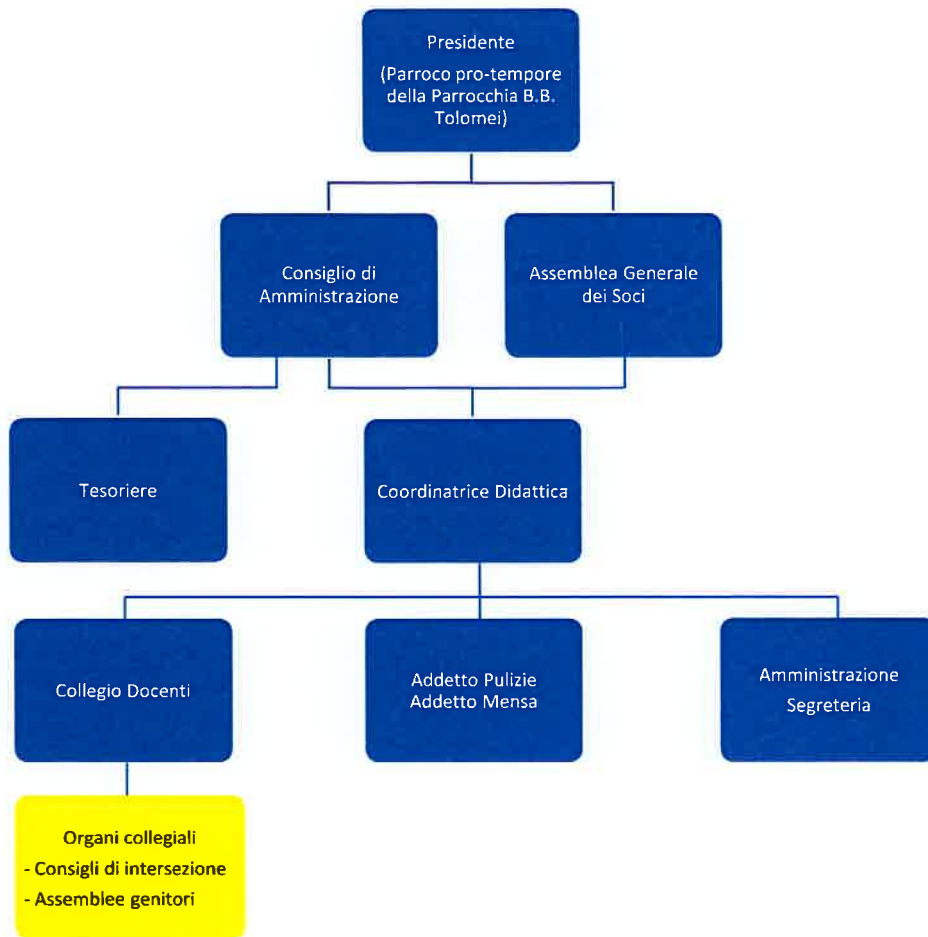 Presidente
(Parroco pro-tempore
della Parrocchia B.B.
Tolomei)
Consiglio di
Amministrazione
Assemblea Generale
dei Soci
Tesoriere
Coordinatrice Didattica
Collegio Docenti
Addetto Pulizie
Addetto Mensa
Amministrazione
Segreteria
Organi collegiali
- Consigli di intersezione
- Assemblee genitori